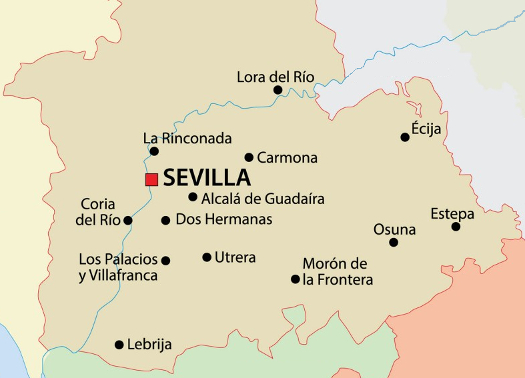 Lora del Río
Écija
La Rinconada
Carmona
SEVILLA
Alcalá de Guadaíra
Coria
del Río
Dos Hermanas
Estepa
Osuna
Los Palacios
y Villafranca
Utrera
Morón de
la Frontera
Lebrija